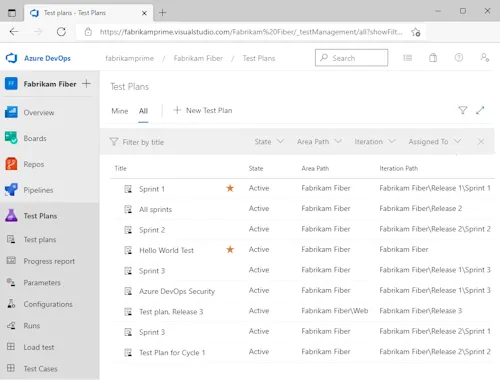 Test plans - Test Plans
https://fabrikamprime.visualstudio.com/Fabrikam%20Fiber/_testManagement/all?showFilt...
Azure DevOps
fabrikamprime / Fabrikam Fiber / Test Plans
Search
FF Fabrikam Fiber
Overview
Boards
Repos
Pipelines
Test Plans
Test plans
Progress report
Parameters
Configurations
Runs
Load test
Test Cases
Test Plans
Mine All + New Test Plan
Filter by title State Area Path Iteration Assigned To
Title State Area Path Iteration Path
Sprint 1 Active Fabrikam Fiber Fabrikam Fiber\Release 1\Sprint 1
All sprints Active Fabrikam Fiber Fabrikam Fiber\Release 2
Sprint 2 Active Fabrikam Fiber Fabrikam Fiber\Release 2\Sprint 2
Hello World Test Active Fabrikam Fiber Fabrikam Fiber
Sprint 3 Active Fabrikam Fiber Fabrikam Fiber\Release 1\Sprint 3
Azure DevOps Security Active Fabrikam Fiber Fabrikam Fiber\Release 1\Sprint 3
Test plan, Release 3 Active Fabrikam Fiber\Web Fabrikam Fiber\Release 3
Sprint 3 Active Fabrikam Fiber Fabrikam Fiber\Release 2\Sprint 1
Test Plan for Cycle 1 Active Fabrikam Fiber Fabrikam Fiber\Release 2\Sprint 2